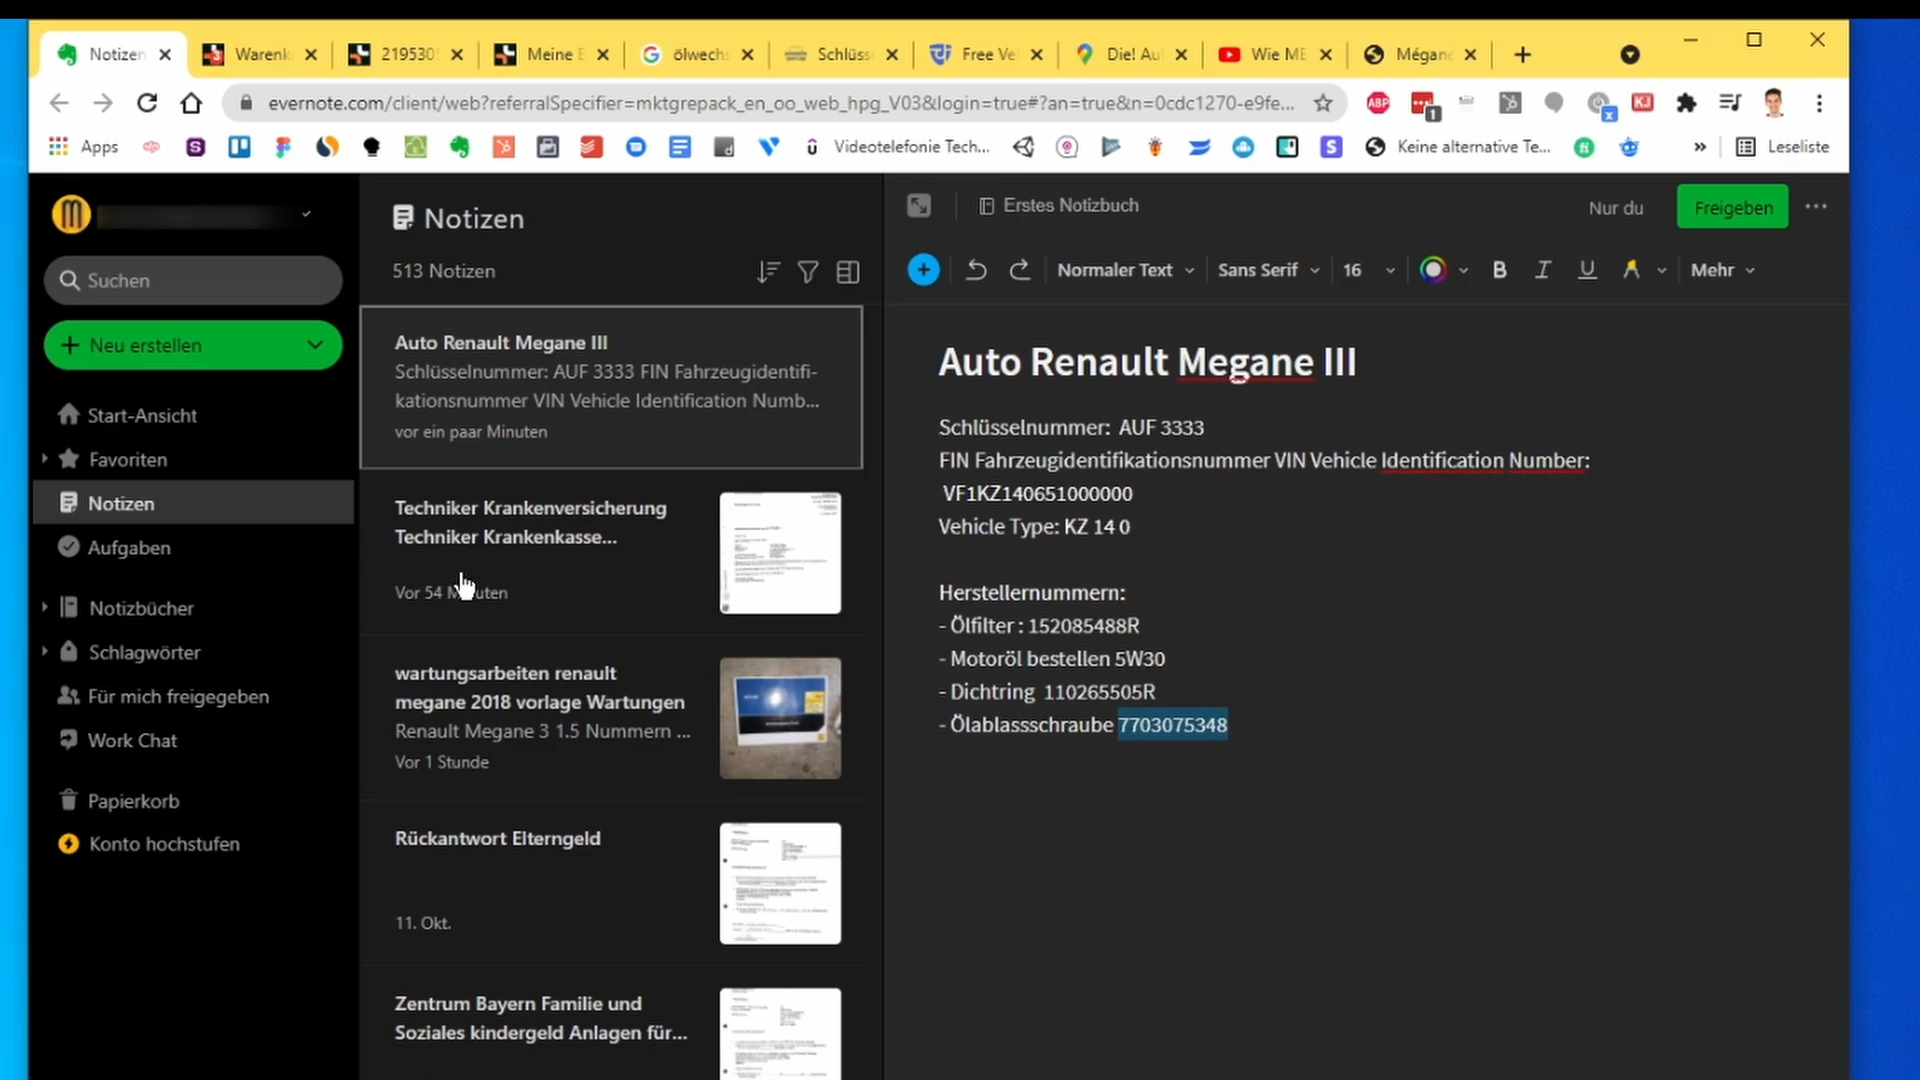 Notizen
Warenk
219530
Meine B
ölwech
Schlüss
Free Ve
Die! Au
Wie ME
Mégan
evernote.com/client/web?referralSpecifier=mktgrepack_en_oo_web_hpg_V03&login=true#?an=true&n=0cdc1270-e9fe...
ABP
1
KJ
x
Apps
Videotelefonie Tech...
Keine alternative Te...
»
Leseliste
Suchen
Neu erstellen
Start-Ansicht
Favoriten
Notizen
Aufgaben
Notizbücher
Schlagwörter
Für mich freigegeben
Work Chat
Papierkorb
Konto hochstufen
Notizen
513 Notizen
Auto Renault Megane III
Schlüsselnummer: AUF 3333 FIN Fahrzeugidentifi-
kationsnummer VIN Vehicle Identification Numb...
vor ein paar Minuten
Techniker Krankenversicherung
Techniker Krankenkasse...
Vor 54 Minuten
wartungsarbeiten renault
megane 2018 vorlage Wartungen
Renault Megane 3 1.5 Nummern ...
Vor 1 Stunde
Rückantwort Elterngeld
11. Okt.
Zentrum Bayern Familie und
Soziales kindergeld Anlagen für...
Erstes Notizbuch
Nur du
Freigeben
Normaler Text
Sans Serif
16
B
I
U
Mehr
Auto Renault Megane III
Schlüsselnummer: AUF 3333
FIN Fahrzeugidentifikationsnummer VIN Vehicle Identification Number:
VF1KZ140651000000
Vehicle Type: KZ 14 0
Herstellernummern:
- Ölfilter : 152085488R
- Motoröl bestellen 5W30
- Dichtring 110265505R
- Ölablassschraube 7703075348